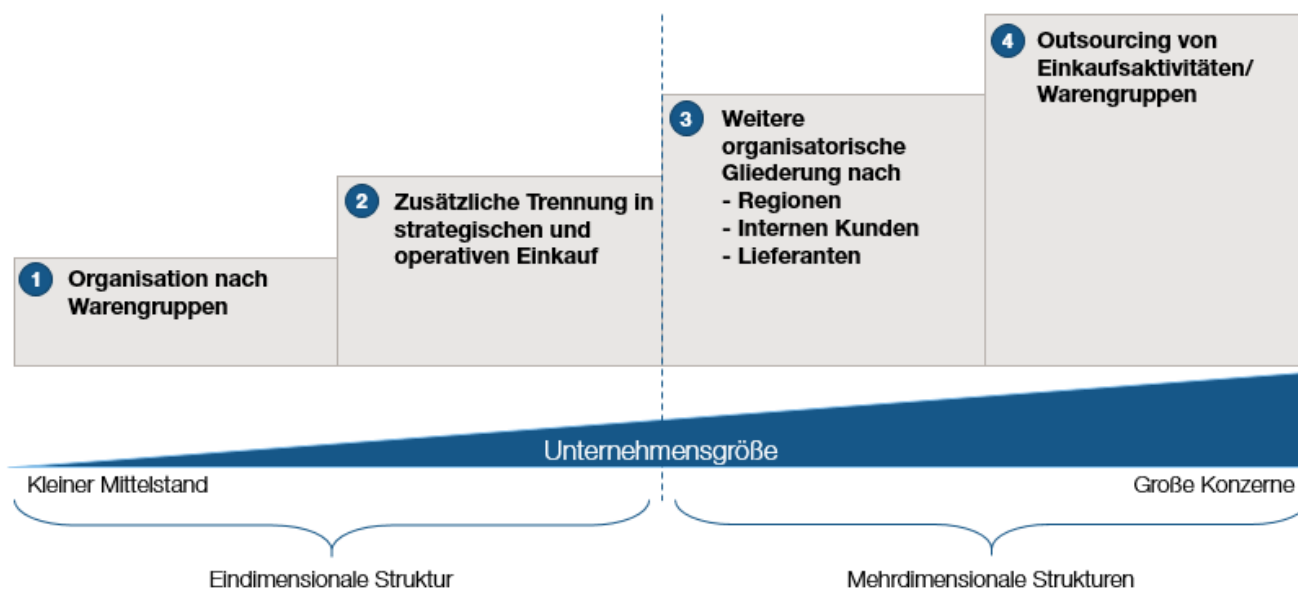 1
Organisation nach
Warengruppen
2
Zusätzliche Trennung in
strategischen und
operativen Einkauf
3
Weitere
organisatorische
Gliederung nach
- Regionen
- Internen Kunden
- Lieferanten
4
Outsourcing von
Einkaufsaktivitäten/
Warengruppen
Unternehmensgröße
Kleiner Mittelstand
Große Konzerne
Eindimensionale Struktur
Mehrdimensionale Strukturen